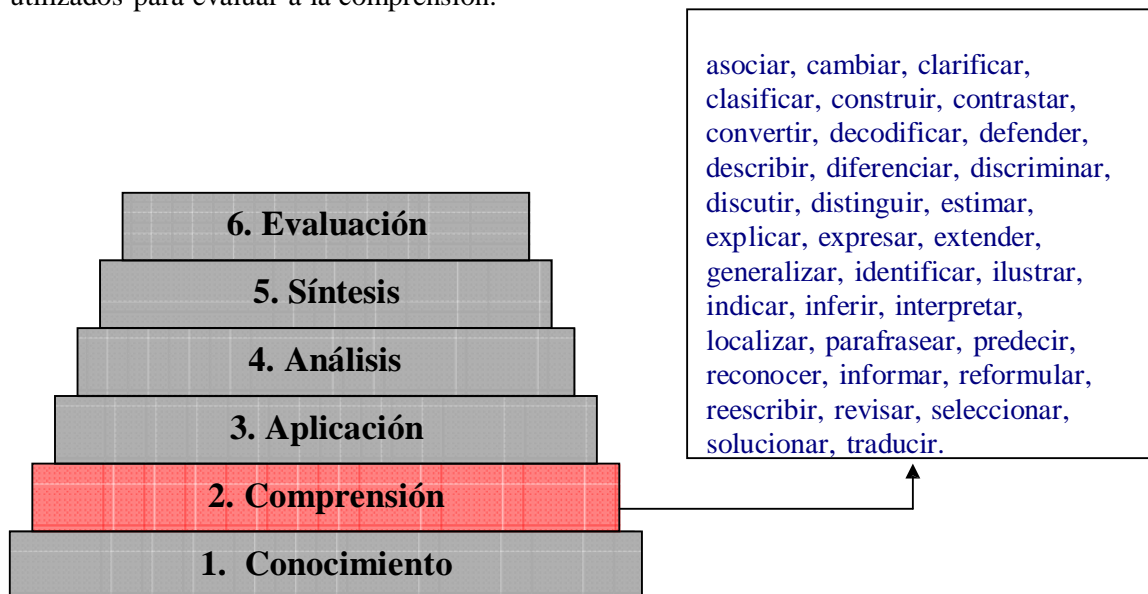 utilizados para evaluar a la comprensión.
asociar, cambiar, clarificar,
clasificar, construir, contrastar,
convertir, decodificar, defender,
describir, diferenciar, discriminar,
discutir, distinguir, estimar,
explicar, expresar, extender,
generalizar, identificar, ilustrar,
indicar, inferir, interpretar,
localizar, parafrasear, predecir,
reconocer, informar, reformular,
reescribir, revisar, seleccionar,
solucionar, traducir.
6. Evaluación
5. Síntesis
4. Análisis
3. Aplicación
2. Comprensión
1. Conocimiento